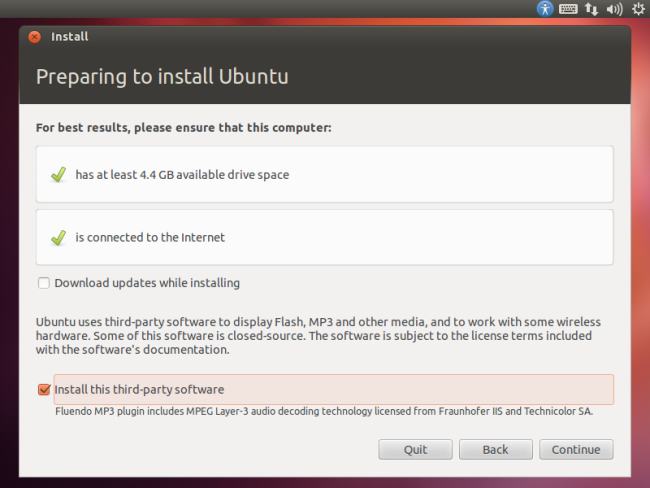 Install
Preparing to install Ubuntu
For best results, please ensure that this computer:
has at least 4.4 GB available drive space
is connected to the Internet
Download updates while installing
Ubuntu uses third-party software to display Flash, MP3 and other media, and to work with some wireless
hardware. Some of this software is closed-source. The software is subject to the license terms included
with the software's documentation.
Install this third-party software
Fluendo MP3 plugin includes MPEG Layer-3 audio decoding technology licensed from Fraunhofer IIS and Technicolor SA.
Quit Back Continue